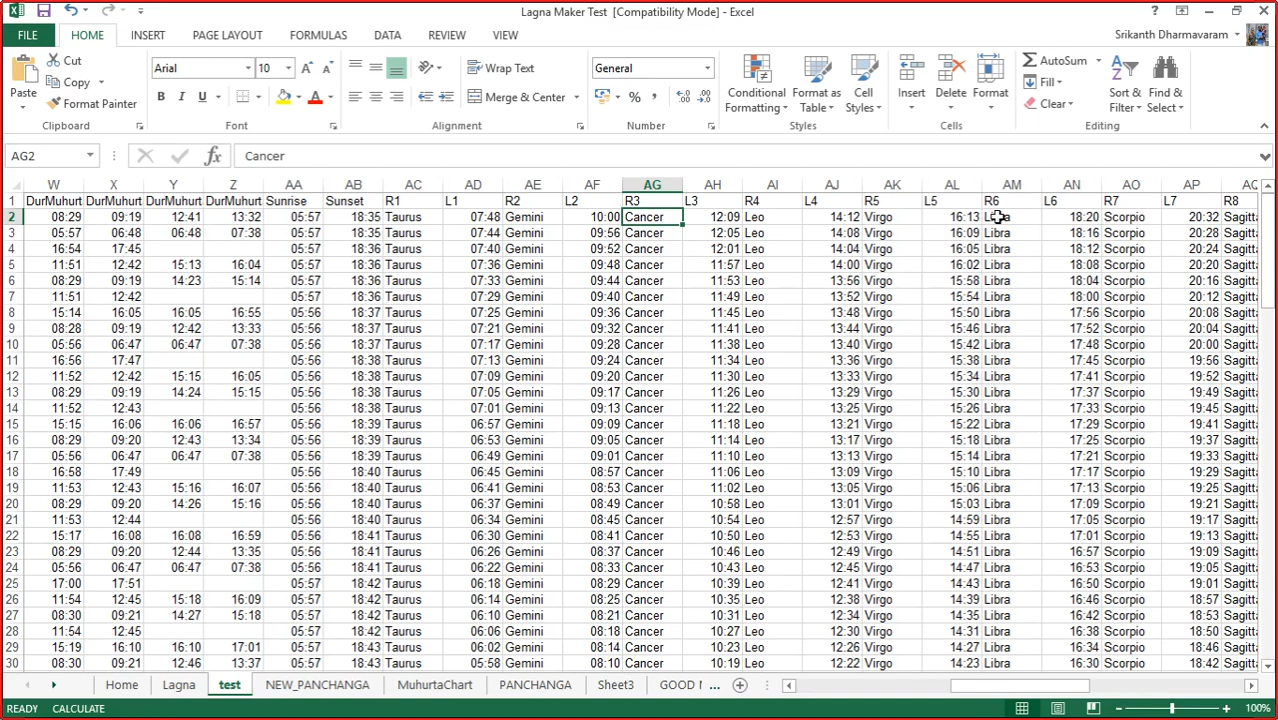 Lagna Maker Test [Compatibility Mode] - Excel
FILE HOME INSERT PAGE LAYOUT FORMULAS DATA REVIEW VIEW Srikanth Dharmavaram
Paste Cut Copy Format Painter Clipboard
Arial 10 B I U Font
Wrap Text Merge & Center Alignment
General % Number
Conditional Formatting Format as Table Cell Styles Styles
Insert Delete Format Cells
AutoSum Fill Clear Sort & Filter Find & Select Editing
AG2 fx Cancer
W X Y Z AA AB AC AD AE AF AG AH AI AJ AK AL AM AN AO AP
1 DurMuhurt DurMuhurt DurMuhurt DurMuhurt Sunrise Sunset R1 L1 R2 L2 R3 L3 R4 L4 R5 L5 R6 L6 R7 L7 R8
2 08:29 09:19 12:41 13:32 05:57 18:35 Taurus 07:48 Gemini 10:00 Cancer 12:09 Leo 14:12 Virgo 16:13 Libra 18:20 Scorpio 20:32 Sagitta
3 05:57 06:48 16:03 16:54 05:57 18:35 Taurus 07:44 Gemini 09:56 Cancer 12:05 Leo 14:08 Virgo 16:09 Libra 18:16 Scorpio 20:28 Sagitta
4 16:54 17:45 05:57 18:36 Taurus 07:40 Gemini 09:52 Cancer 12:01 Leo 14:04 Virgo 16:05 Libra 18:12 Scorpio 20:24 Sagitta
5 11:51 12:42 15:13 16:04 05:57 18:36 Taurus 07:36 Gemini 09:48 Cancer 11:57 Leo 14:00 Virgo 16:02 Libra 18:08 Scorpio 20:20 Sagitta
6 08:29 09:19 14:23 15:14 05:57 18:36 Taurus 07:33 Gemini 09:44 Cancer 11:53 Leo 13:56 Virgo 15:58 Libra 18:04 Scorpio 20:16 Sagitta
7 11:51 12:42 05:57 18:36 Taurus 07:29 Gemini 09:40 Cancer 11:49 Leo 13:52 Virgo 15:54 Libra 18:00 Scorpio 20:12 Sagitta
8 15:14 16:05 16:05 16:55 05:57 18:37 Taurus 07:25 Gemini 09:36 Cancer 11:45 Leo 13:48 Virgo 15:50 Libra 17:56 Scorpio 20:08 Sagitta
9 08:28 09:19 12:42 13:33 05:56 18:37 Taurus 07:21 Gemini 09:32 Cancer 11:41 Leo 13:44 Virgo 15:46 Libra 17:52 Scorpio 20:04 Sagitta
10 05:56 06:47 06:47 07:38 05:56 18:37 Taurus 07:17 Gemini 09:28 Cancer 11:38 Leo 13:40 Virgo 15:42 Libra 17:48 Scorpio 20:00 Sagitta
11 16:56 17:47 05:56 18:38 Taurus 07:13 Gemini 09:24 Cancer 11:34 Leo 13:36 Virgo 15:38 Libra 17:45 Scorpio 19:56 Sagitta
12 11:52 12:42 15:15 16:05 05:56 18:38 Taurus 07:09 Gemini 09:20 Cancer 11:30 Leo 13:33 Virgo 15:34 Libra 17:41 Scorpio 19:52 Sagitta
13 08:29 09:19 14:24 15:15 05:56 18:38 Taurus 07:05 Gemini 09:17 Cancer 11:26 Leo 13:29 Virgo 15:30 Libra 17:37 Scorpio 19:49 Sagitta
14 11:52 12:43 05:56 18:38 Taurus 07:01 Gemini 09:13 Cancer 11:22 Leo 13:25 Virgo 15:26 Libra 17:33 Scorpio 19:45 Sagitta
15 15:15 16:06 16:06 16:57 05:56 18:39 Taurus 06:57 Gemini 09:09 Cancer 11:18 Leo 13:21 Virgo 15:22 Libra 17:29 Scorpio 19:41 Sagitta
16 08:29 09:20 12:43 13:34 05:56 18:39 Taurus 06:53 Gemini 09:05 Cancer 11:14 Leo 13:17 Virgo 15:18 Libra 17:25 Scorpio 19:37 Sagitta
17 05:56 06:47 06:47 07:38 05:56 18:39 Taurus 06:49 Gemini 09:01 Cancer 11:10 Leo 13:13 Virgo 15:14 Libra 17:21 Scorpio 19:33 Sagitta
18 16:58 17:49 05:56 18:40 Taurus 06:45 Gemini 08:57 Cancer 11:06 Leo 13:09 Virgo 15:10 Libra 17:17 Scorpio 19:29 Sagitta
19 11:53 12:43 15:16 16:07 05:56 18:40 Taurus 06:41 Gemini 08:53 Cancer 11:02 Leo 13:05 Virgo 15:06 Libra 17:13 Scorpio 19:25 Sagitta
20 08:29 09:20 14:26 15:16 05:56 18:40 Taurus 06:37 Gemini 08:49 Cancer 10:58 Leo 13:01 Virgo 15:03 Libra 17:09 Scorpio 19:21 Sagitta
21 11:53 12:44 05:56 18:40 Taurus 06:34 Gemini 08:45 Cancer 10:54 Leo 12:57 Virgo 14:59 Libra 17:05 Scorpio 19:17 Sagitta
22 15:17 16:08 16:08 16:59 05:56 18:41 Taurus 06:30 Gemini 08:41 Cancer 10:50 Leo 12:53 Virgo 14:55 Libra 17:01 Scorpio 19:13 Sagitta
23 08:29 09:20 12:44 13:35 05:56 18:41 Taurus 06:26 Gemini 08:37 Cancer 10:46 Leo 12:49 Virgo 14:51 Libra 16:57 Scorpio 19:09 Sagitta
24 05:56 06:47 06:47 07:38 05:56 18:41 Taurus 06:22 Gemini 08:33 Cancer 10:43 Leo 12:45 Virgo 14:47 Libra 16:53 Scorpio 19:05 Sagitta
25 17:00 17:51 05:57 18:42 Taurus 06:18 Gemini 08:29 Cancer 10:39 Leo 12:41 Virgo 14:43 Libra 16:50 Scorpio 19:01 Sagitta
26 11:54 12:45 15:18 16:09 05:57 18:42 Taurus 06:14 Gemini 08:25 Cancer 10:35 Leo 12:38 Virgo 14:39 Libra 16:46 Scorpio 18:57 Sagitta
27 08:30 09:21 14:27 15:18 05:57 18:42 Taurus 06:10 Gemini 08:21 Cancer 10:31 Leo 12:34 Virgo 14:35 Libra 16:42 Scorpio 18:53 Sagitta
28 11:54 12:45 05:57 18:42 Taurus 06:06 Gemini 08:18 Cancer 10:27 Leo 12:30 Virgo 14:31 Libra 16:38 Scorpio 18:50 Sagitta
29 15:19 16:10 16:10 17:01 05:57 18:43 Taurus 06:02 Gemini 08:14 Cancer 10:23 Leo 12:26 Virgo 14:27 Libra 16:34 Scorpio 18:46 Sagitta
30 08:30 09:21 12:46 13:37 05:57 18:43 Taurus 05:58 Gemini 08:10 Cancer 10:19 Leo 12:22 Virgo 14:23 Libra 16:30 Scorpio 18:42 Sagitta
Home Lagna test NEW_PANCHANGA MuhurtaChart PANCHANGA Sheet3 GOOD ...
READY CALCULATE 100%